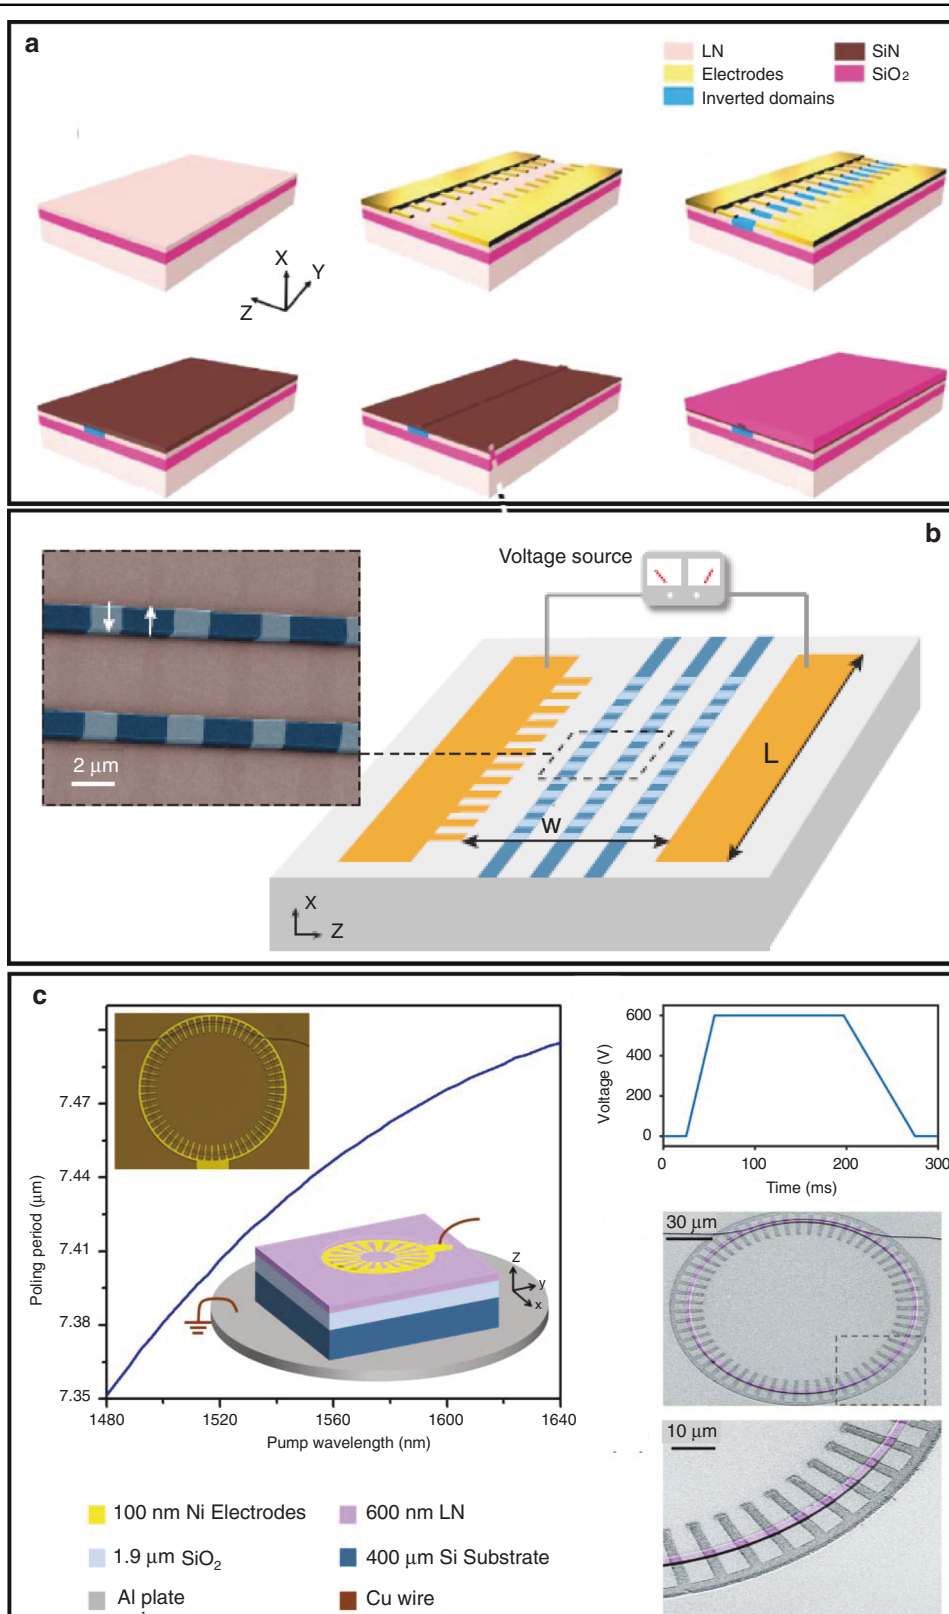 a
LN
SiN
Electrodes
SiO2
Inverted domains
X
Y
Z
b
Voltage source
2 μm
L
W
X
Z
c
Poling period (μm)
7.47
7.44
7.41
7.38
7.35
1480
1520
1560
1600
1640
Pump wavelength (nm)
Z
y
x
Voltage (V)
600
400
200
0
0
100
200
300
Time (ms)
30 μm
10 μm
100 nm Ni Electrodes
600 nm LN
1.9 μm SiO2
400 μm Si Substrate
Al plate
Cu wire